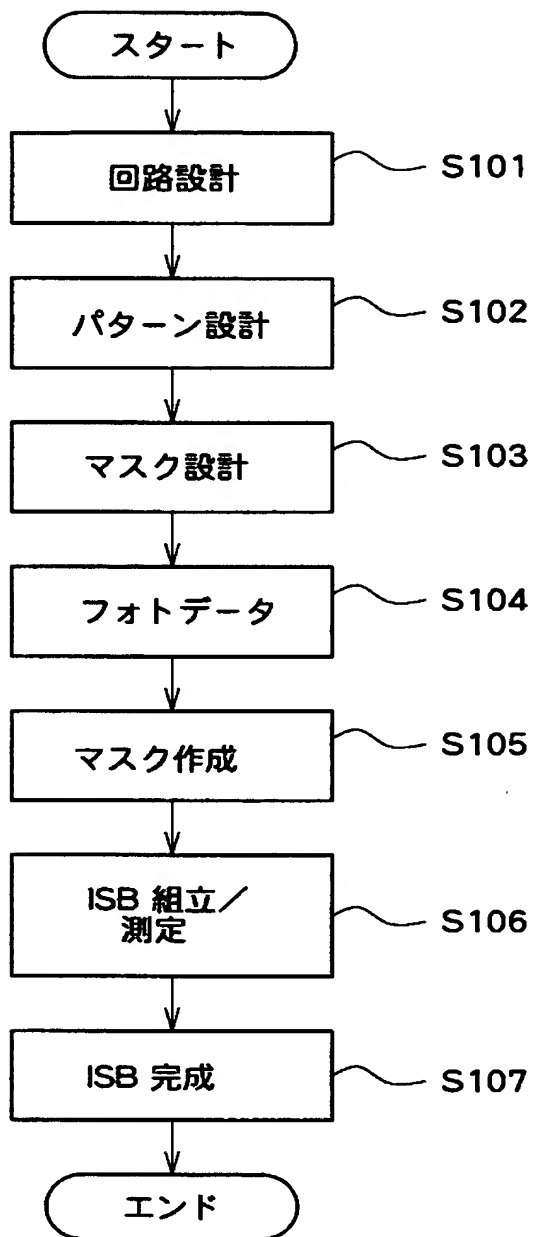 スタート
回路設計 S101
パターン設計 S102
マスク設計 S103
フォトデータ S104
マスク作成 S105
ISB 組立／
測定 S106
ISB 完成 S107
エンド